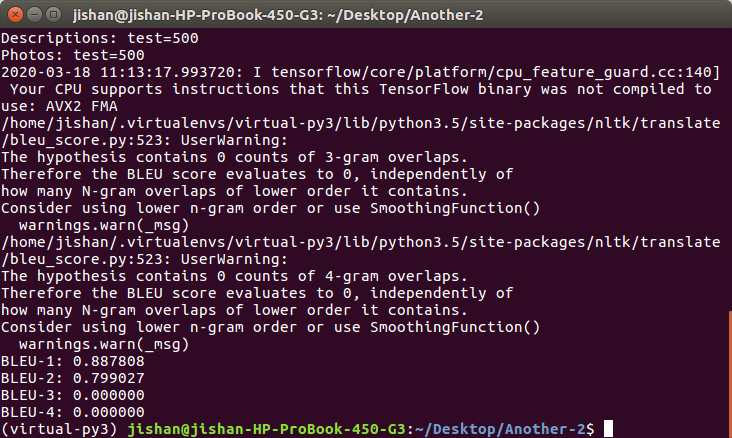 jishan@jishan-HP-ProBook-450-G3: ~/Desktop/Another-2
Descriptions: test=500
Photos: test=500
2020-03-18 11:13:17.993720: I tensorflow/core/platform/cpu_feature_guard.cc:140]
 Your CPU supports instructions that this TensorFlow binary was not compiled to
use: AVX2 FMA
/home/jishan/.virtualenvs/virtual-py3/lib/python3.5/site-packages/nltk/translate
/bleu_score.py:523: UserWarning:
The hypothesis contains 0 counts of 3-gram overlaps.
Therefore the BLEU score evaluates to 0, independently of
how many N-gram overlaps of lower order it contains.
Consider using lower n-gram order or use SmoothingFunction()
  warnings.warn(_msg)
/home/jishan/.virtualenvs/virtual-py3/lib/python3.5/site-packages/nltk/translate
/bleu_score.py:523: UserWarning:
The hypothesis contains 0 counts of 4-gram overlaps.
Therefore the BLEU score evaluates to 0, independently of
how many N-gram overlaps of lower order it contains.
Consider using lower n-gram order or use SmoothingFunction()
  warnings.warn(_msg)
BLEU-1: 0.887808
BLEU-2: 0.799027
BLEU-3: 0.000000
BLEU-4: 0.000000
(virtual-py3) jishan@jishan-HP-ProBook-450-G3:~/Desktop/Another-2$